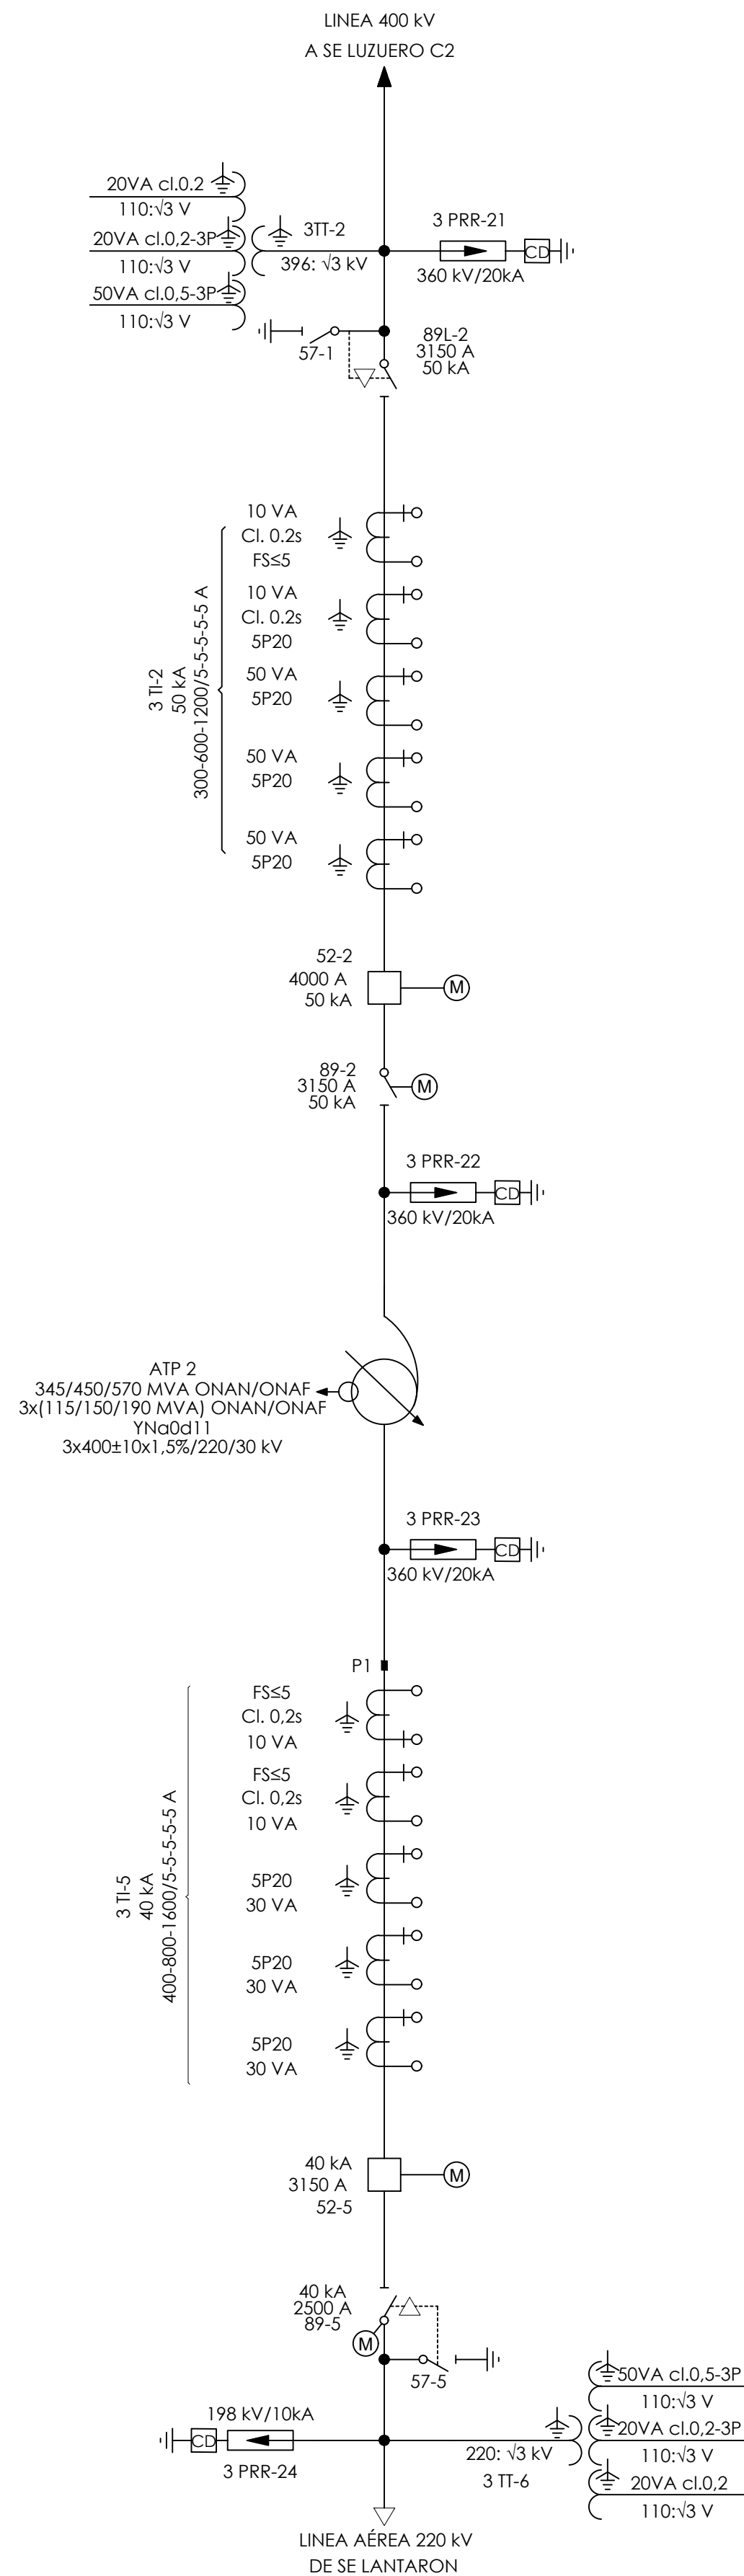 LINEA 400 kV
A SE LUZUERO C2
20VA cl.0.2
110:√3 V
20VA cl.0,2-3P
110:√3 V
50VA cl.0,5-3P
110:√3 V
3TT-2
396: √3 kV
3 PRR-21
CD
360 kV/20kA
57-1
89L-2
3150 A
50 kA
3 TI-2
50 kA
300-600-1200/5-5-5-5-5 A
10 VA
Cl. 0.2s
FS≤5
10 VA
Cl. 0.2s
5P20
50 VA
5P20
50 VA
5P20
50 VA
5P20
52-2
4000 A
50 kA
M
89-2
3150 A
50 kA
M
3 PRR-22
CD
360 kV/20kA
ATP 2
345/450/570 MVA ONAN/ONAF
3x(115/150/190 MVA) ONAN/ONAF
YNa0d11
3x400±10x1,5%/220/30 kV
3 PRR-23
CD
360 kV/20kA
P1
3 TI-5
40 kA
400-800-1600/5-5-5-5-5 A
FS≤5
Cl. 0,2s
10 VA
FS≤5
Cl. 0,2s
10 VA
5P20
30 VA
5P20
30 VA
5P20
30 VA
40 kA
3150 A
52-5
M
40 kA
2500 A
89-5
M
57-5
198 kV/10kA
CD
3 PRR-24
220: √3 kV
3 TT-6
50VA cl.0,5-3P
110:√3 V
20VA cl.0,2-3P
110:√3 V
20VA cl.0,2
110:√3 V
LINEA AÉREA 220 kV
DE SE LANTARON